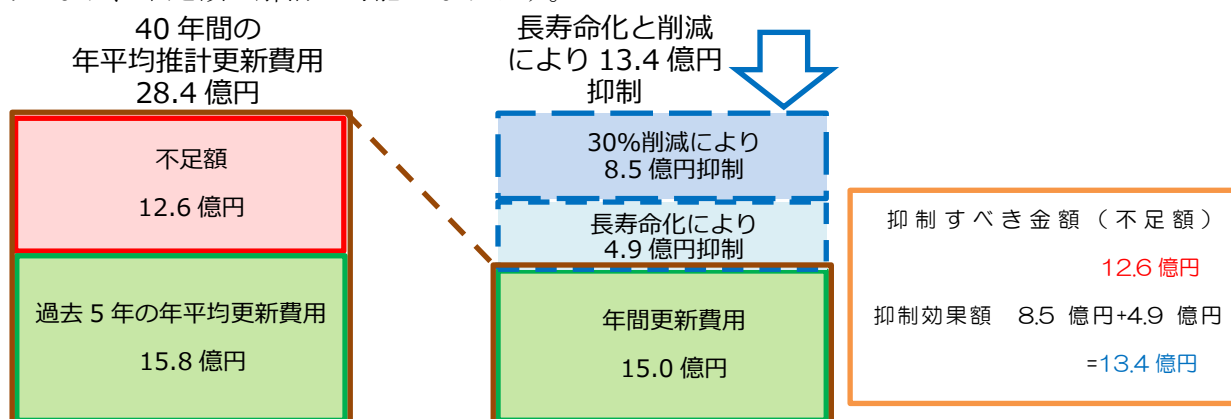 40 年間の
年平均推計更新費用
28.4 億円
不足額
12.6 億円
過去 5 年の年平均更新費用
15.8 億円
長寿命化と削減
により 13.4 億円
抑制
30%削減により
8.5 億円抑制
長寿命化により
4.9 億円抑制
年間更新費用
15.0 億円
抑制すべき金額（不足額）
12.6 億円
抑制効果額 8.5 億円+4.9 億円
=13.4 億円